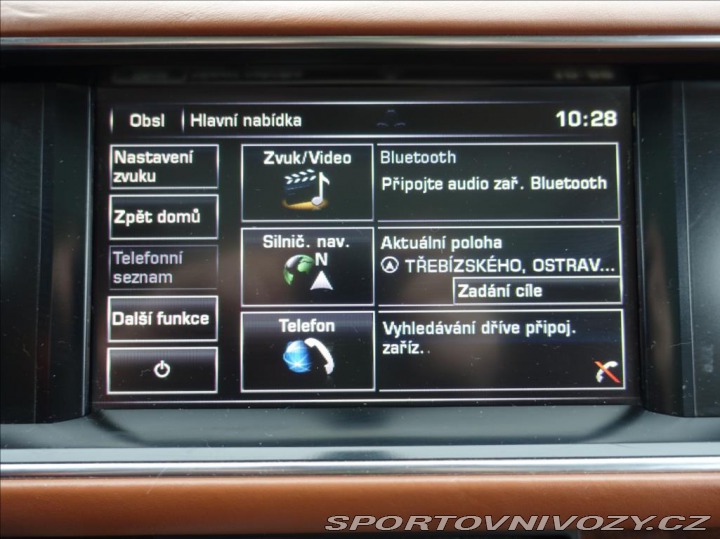 Obsl
Hlavní nabídka
10:28
Nastavení
zvuku
Zpět domů
Telefonní
seznam
Další funkce
Zvuk/Video
Bluetooth
Připojte audio zař. Bluetooth
Silnič. nav.
N
Aktuální poloha
TŘEBÍZSKÉHO, OSTRAV...
Zadání cíle
Telefon
Vyhledávání dříve připoj.
zaříz.
SPORTOVNIVOZY.CZ